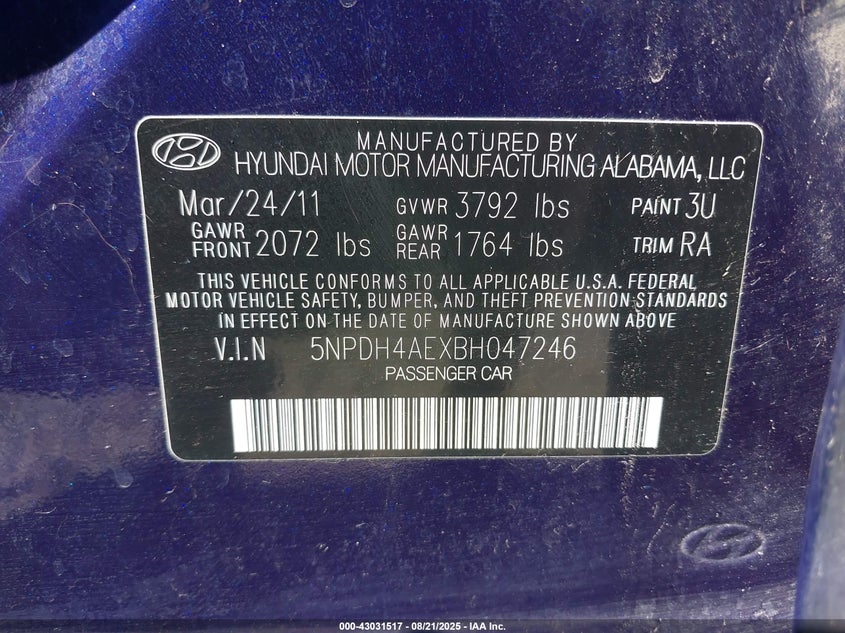 MANUFACTURED BY
HYUNDAI MOTOR MANUFACTURING ALABAMA, LLC
Mar/24/11 GVWR 3792 lbs PAINT 3U
GAWR FRONT 2072 lbs GAWR REAR 1764 lbs TRIM RA
THIS VEHICLE CONFORMS TO ALL APPLICABLE U.S.A. FEDERAL
MOTOR VEHICLE SAFETY, BUMPER, AND THEFT PREVENTION STANDARDS
IN EFFECT ON THE DATE OF MANUFACTURE SHOWN ABOVE.
V.I.N 5NPDH4AEXBH047246
PASSENGER CAR
000-43031517 - 08/21/2025 - IAA Inc.